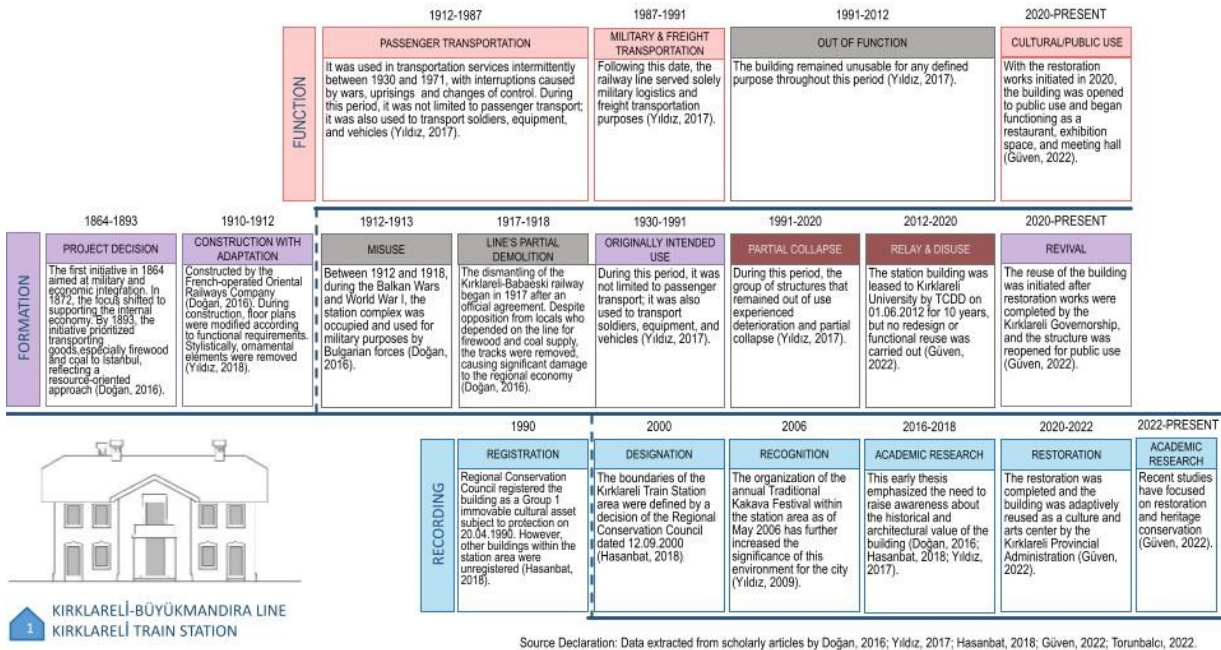 1912-1987
1987-1991
1991-2012
2020-PRESENT
FUNCTION
PASSENGER TRANSPORTATION
It was used in transportation services intermittently
between 1930 and 1971, with interruptions caused
by wars, uprisings and changes of control. During
this period, it was not limited to passenger transport;
it was also used to transport soldiers, equipment,
and vehicles (Yıldız, 2017).
MILITARY & FREIGHT
TRANSPORTATION
Following this date, the
railway line served solely
military logistics and
freight transportation
purposes (Yıldız, 2017).
OUT OF FUNCTION
The building remained unusable for any defined
purpose throughout this period (Yıldız, 2017).
CULTURAL/PUBLIC USE
With the restoration
works initiated in 2020,
the building was opened
to public use and began
functioning as a
restaurant, exhibition
space, and meeting hall
(Güven, 2022).
FORMATION
1864-1893
PROJECT DECISION
The first initiative in 1864
aimed at military and
economic integration. In
1872, the focus shifted to
supporting the internal
economy. By 1893, the
initiative prioritized
transporting
goods,especially firewood
and coal to İstanbul,
reflecting a
resource-oriented
approach (Doğan, 2016).
1910-1912
CONSTRUCTION WITH
ADAPTATION
Constructed by the
French-operated Oriental
Railways Company
(Doğan, 2016). During
construction, floor plans
were modified according
to functional requirements.
Stylistically, ornamental
elements were removed
(Yıldız, 2018).
1912-1913
MISUSE
Between 1912 and 1918,
during the Balkan Wars
and World War I, the
station complex was
occupied and used for
military purposes by
Bulgarian forces (Doğan,
2016).
1917-1918
LINE'S PARTIAL
DEMOLITION
The dismantling of the
Kırklareli-Babaeski railway
began in 1917 after an
official agreement. Despite
opposition from locals who
depended on the line for
firewood and coal supply,
the tracks were removed,
causing significant damage
to the regional economy
(Doğan, 2016).
1930-1991
ORIGINALLY INTENDED
USE
During this period, it was
not limited to passenger
transport; it was also
used to transport
soldiers, equipment, and
vehicles (Yıldız, 2017).
1991-2020
PARTIAL COLLAPSE
During this period, the
group of structures that
remained out of use
experienced
deterioration and partial
collapse (Yıldız, 2017).
2012-2020
RELAY & DISUSE
The station building was
leased to Kırklareli
University by TCDD on
01.06.2012 for 10 years,
but no redesign or
functional reuse was
carried out (Güven,
2022).
2020-PRESENT
REVIVAL
The reuse of the building
was initiated after
restoration works were
completed by the
Kırklareli Governorship,
and the structure was
reopened for public use
(Güven, 2022).
RECORDING
1990
REGISTRATION
Regional Conservation
Council registered the
building as a Group 1
immovable cultural asset
subject to protection on
20.04.1990. However,
other buildings within the
station area were
unregistered (Hasanbat,
2018).
2000
DESIGNATION
The boundaries of the
Kırklareli Train Station
area were defined by a
decision of the Regional
Conservation Council
dated 12.09.2000
(Hasanbat, 2018)
2006
RECOGNITION
The organization of the
annual Traditional
Kakava Festival within
the station area as of
May 2006 has further
increased the
significance of this
environment for the city
(Yıldız, 2009).
2016-2018
ACADEMIC RESEARCH
This early thesis
emphasized the need to
raise awareness about
the historical and
architectural value of the
building (Doğan, 2016;
Hasanbat, 2018; Yıldız,
2017).
2020-2022
RESTORATION
The restoration was
completed and the
building was adaptively
reused as a culture and
arts center by the
Kırklareli Provincial
Administration (Güven,
2022).
2022-PRESENT
ACADEMIC
RESEARCH
Recent studies
have focused
on restoration
and heritage
conservation
(Güven, 2022).
1
KIRKLARELİ-BÜYÜKMANDIRA LINE
KIRKLARELİ TRAIN STATION
Source Declaration: Data extracted from scholarly articles by Doğan, 2016; Yıldız, 2017; Hasanbat, 2018; Güven, 2022; Torunbalcı, 2022.